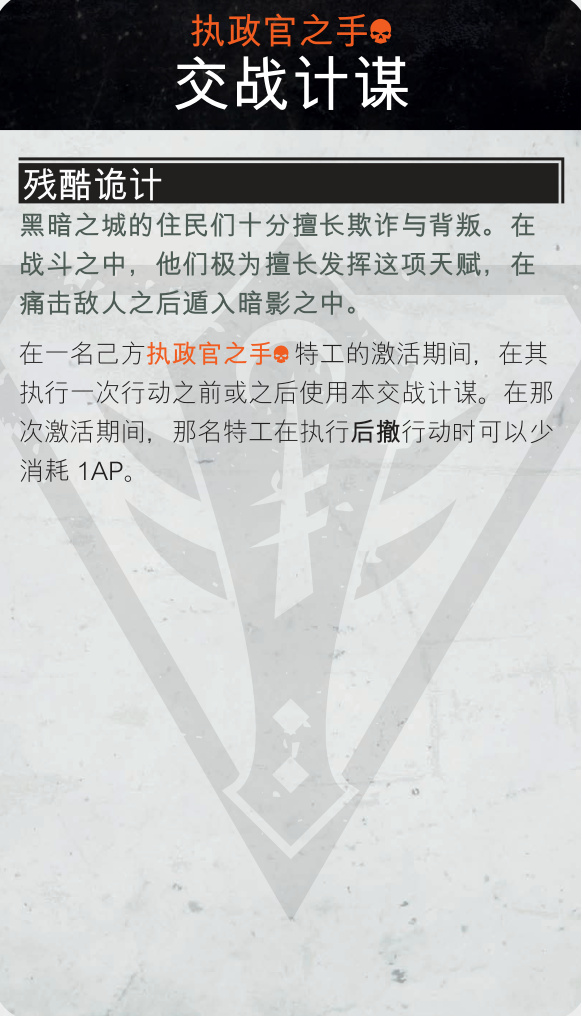 执政官之手
交战计谋
残酷诡计
黑暗之城的住民们十分擅长欺诈与背叛。在
战斗之中，他们极为擅长发挥这项天赋，在
痛击敌人之后遁入暗影之中。
在一名己方执政官之手特工的激活期间，在其
执行一次行动之前或之后使用本交战计谋。在那
次激活期间，那名特工在执行后撤行动时可以少
消耗 1AP。